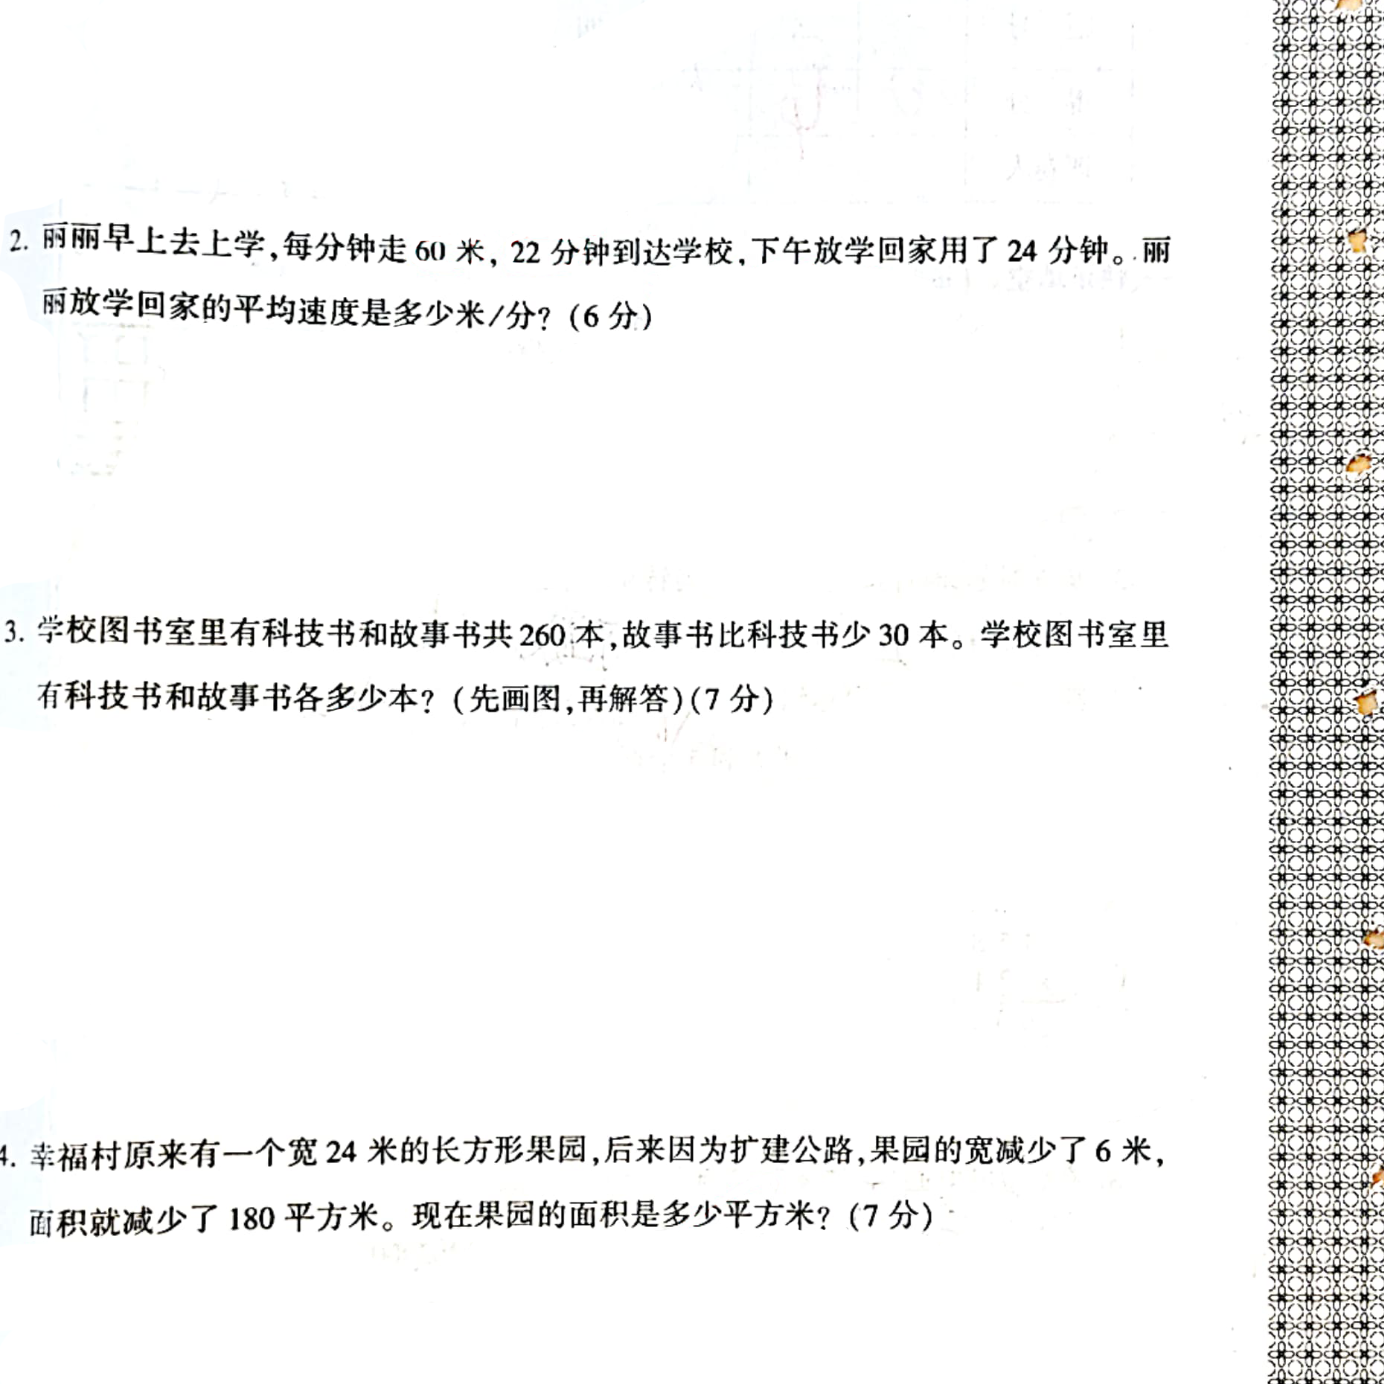 2. 丽丽早上去上学,每分钟走 60 米, 22 分钟到达学校,下午放学回家用了 24 分钟。丽
丽放学回家的平均速度是多少米/分? (6 分)
3. 学校图书室里有科技书和故事书共 260 本,故事书比科技书少 30 本。学校图书室里
有科技书和故事书各多少本? (先画图,再解答)(7 分)
4. 幸福村原来有一个宽 24 米的长方形果园,后来因为扩建公路,果园的宽减少了 6 米,
面积就减少了 180 平方米。现在果园的面积是多少平方米? (7 分)